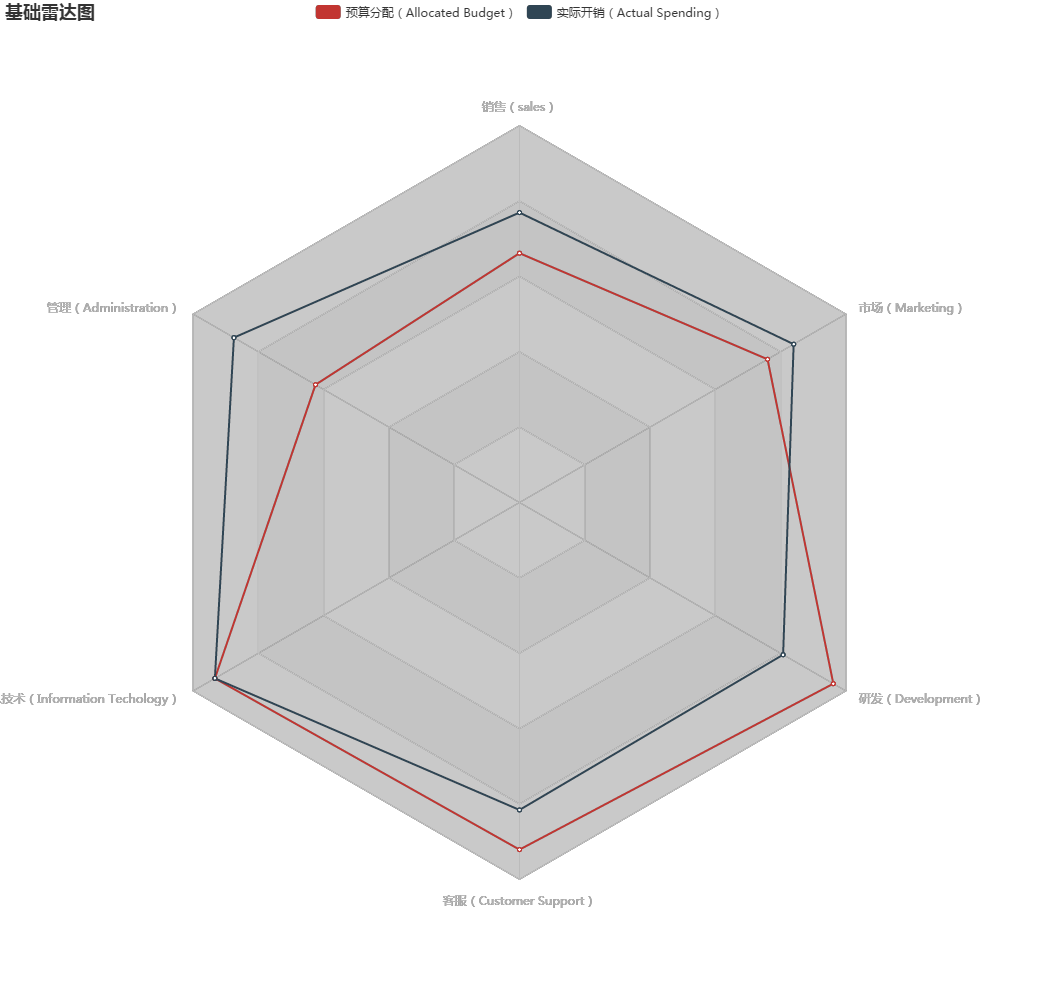 基础雷达图
预算分配（Allocated Budget）
实际开销（Actual Spending）
销售（sales）
管理（Administration）
市场（Marketing）
技术（Information Techology）
研发（Development）
客服（Customer Support）